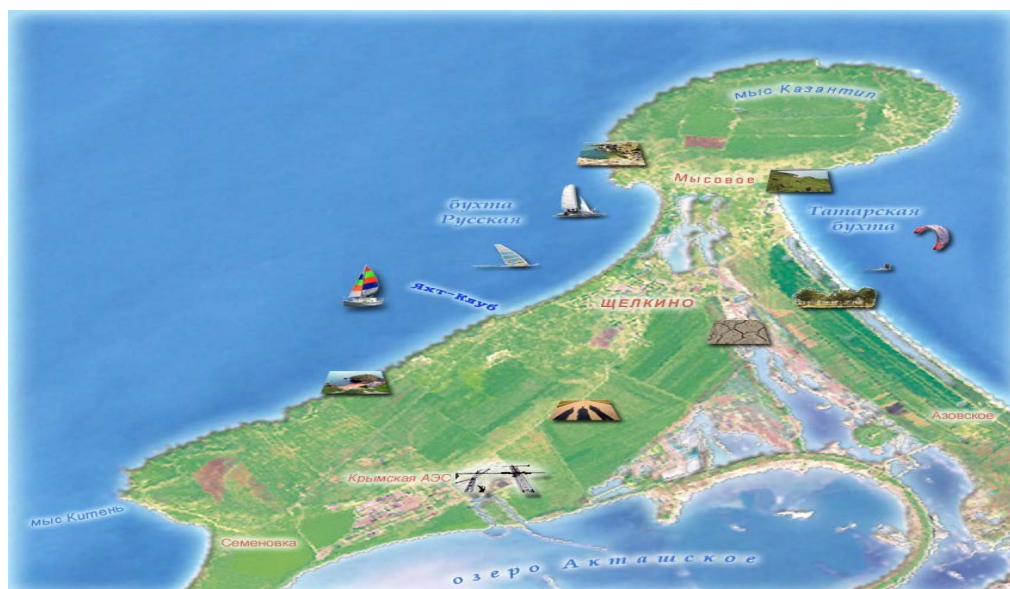 мыс Казантип
Мысовое
бухта
Русская
Татарская
бухта
Яхт-Клуб
ЩЕЛКИНО
Азовское
Крымская АЭС
мыс Китень
Семеновка
озеро Акташское